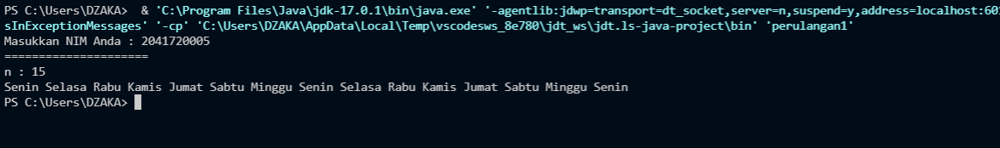 PS C:\Users\DZAKA>  & 'C:\Program Files\Java\jdk-17.0.1\bin\java.exe' '-agentlib:jdwp=transport=dt_socket,server=n,suspend=y,address=localhost:60
sInExceptionMessages' '-cp' 'C:\Users\DZAKA\AppData\Local\Temp\vscodesws_8e780\jdt_ws\jdt.ls-java-project\bin' 'perulangan1'
Masukkan NIM Anda : 2041720005
=====================
n : 15
Senin Selasa Rabu Kamis Jumat Sabtu Minggu Senin Selasa Rabu Kamis Jumat Sabtu Minggu Senin
PS C:\Users\DZAKA>